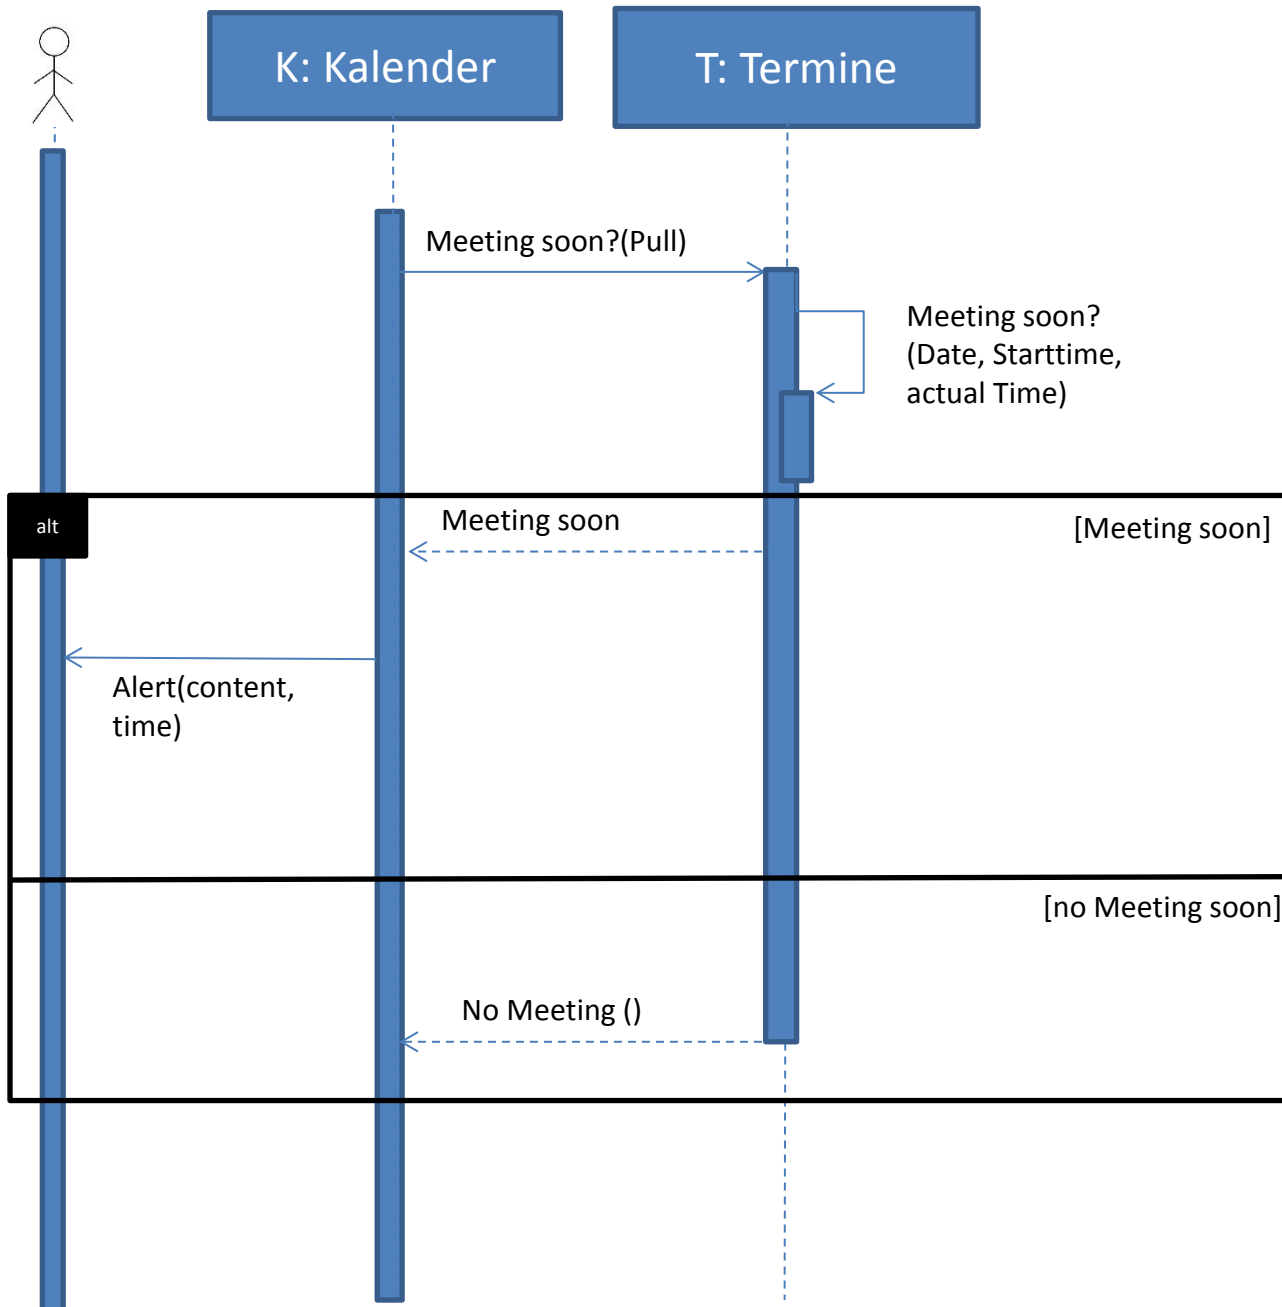 K: Kalender
T: Termine
Meeting soon?(Pull)
Meeting soon?
(Date, Starttime,
actual Time)
alt
Meeting soon
[Meeting soon]
Alert(content,
time)
[no Meeting soon]
No Meeting ()